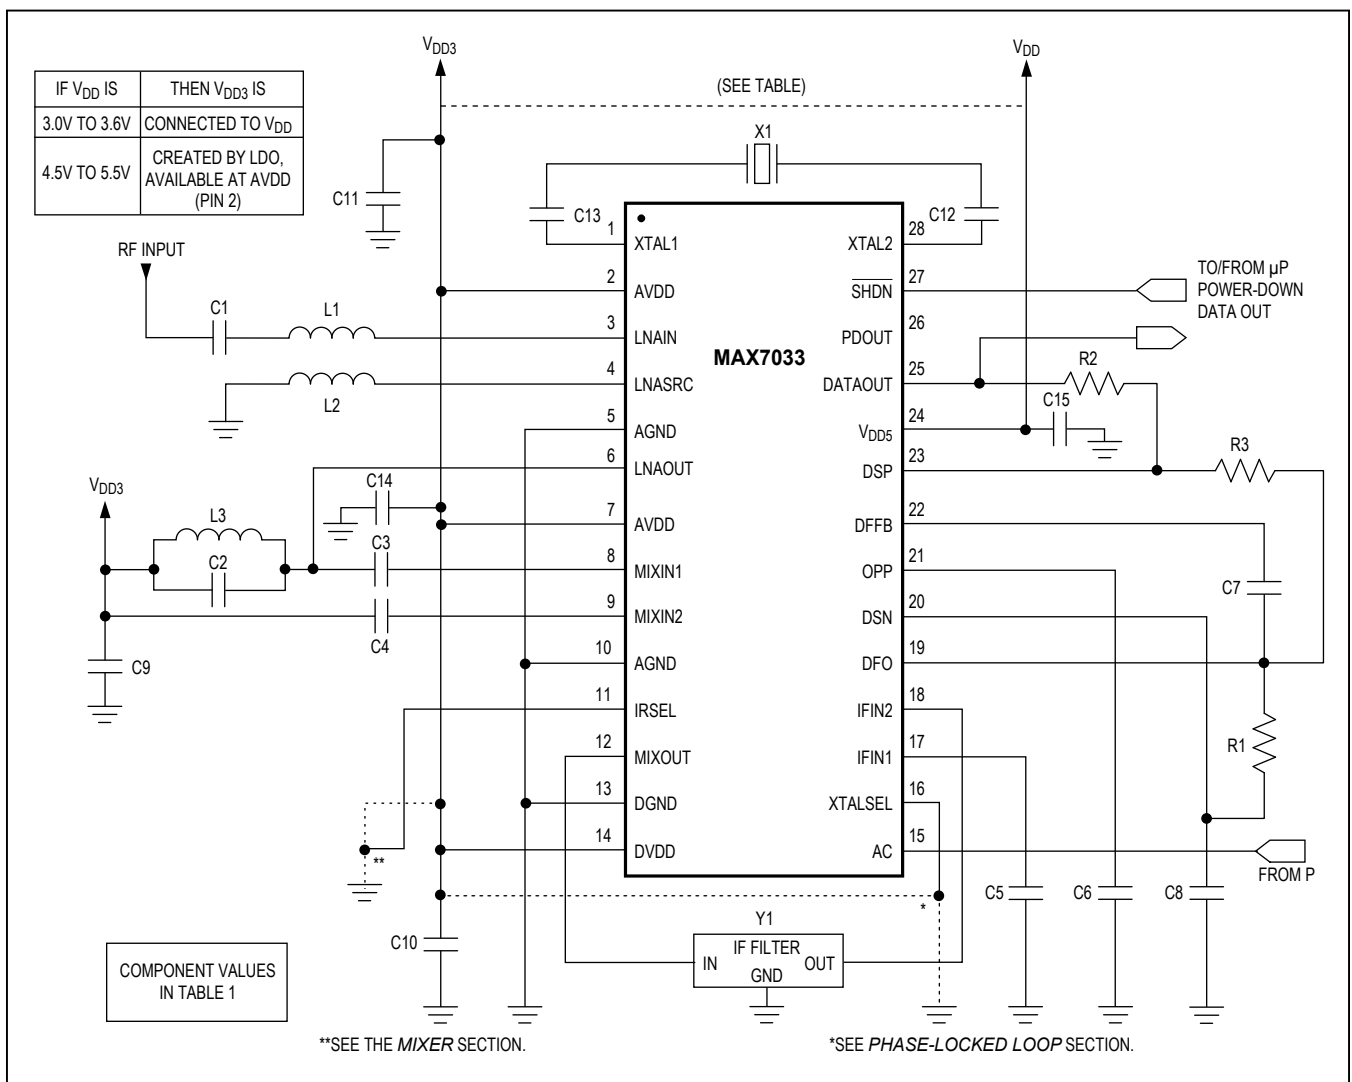 V_DD3
V_DD
IF V_DD IS THEN V_DD3 IS
3.0V TO 3.6V CONNECTED TO V_DD
4.5V TO 5.5V CREATED BY LDO, AVAILABLE AT AVDD (PIN 2)
(SEE TABLE)
X1
C11
C13
C12
RF INPUT
C1
L1
L2
MAX7033
1 XTAL1
2 AVDD
3 LNAIN
4 LNASRC
5 AGND
6 LNAOUT
7 AVDD
8 MIXIN1
9 MIXIN2
10 AGND
11 IRSEL
12 MIXOUT
13 DGND
14 DVDD
28 XTAL2
27 SHDN
26 PDOUT
25 DATAOUT
24 V_DD5
23 DSP
22 DFFB
21 OPP
20 DSN
19 DFO
18 IFIN2
17 IFIN1
16 XTALSEL
15 AC
TO/FROM µP
POWER-DOWN
DATA OUT
R2
C15
R3
V_DD3
L3
C2
C14
C3
C4
C9
C7
R1
FROM P
**
*
C5
C6
C8
C10
Y1
IF FILTER
IN
OUT
GND
COMPONENT VALUES
IN TABLE 1
**SEE THE MIXER SECTION.
*SEE PHASE-LOCKED LOOP SECTION.